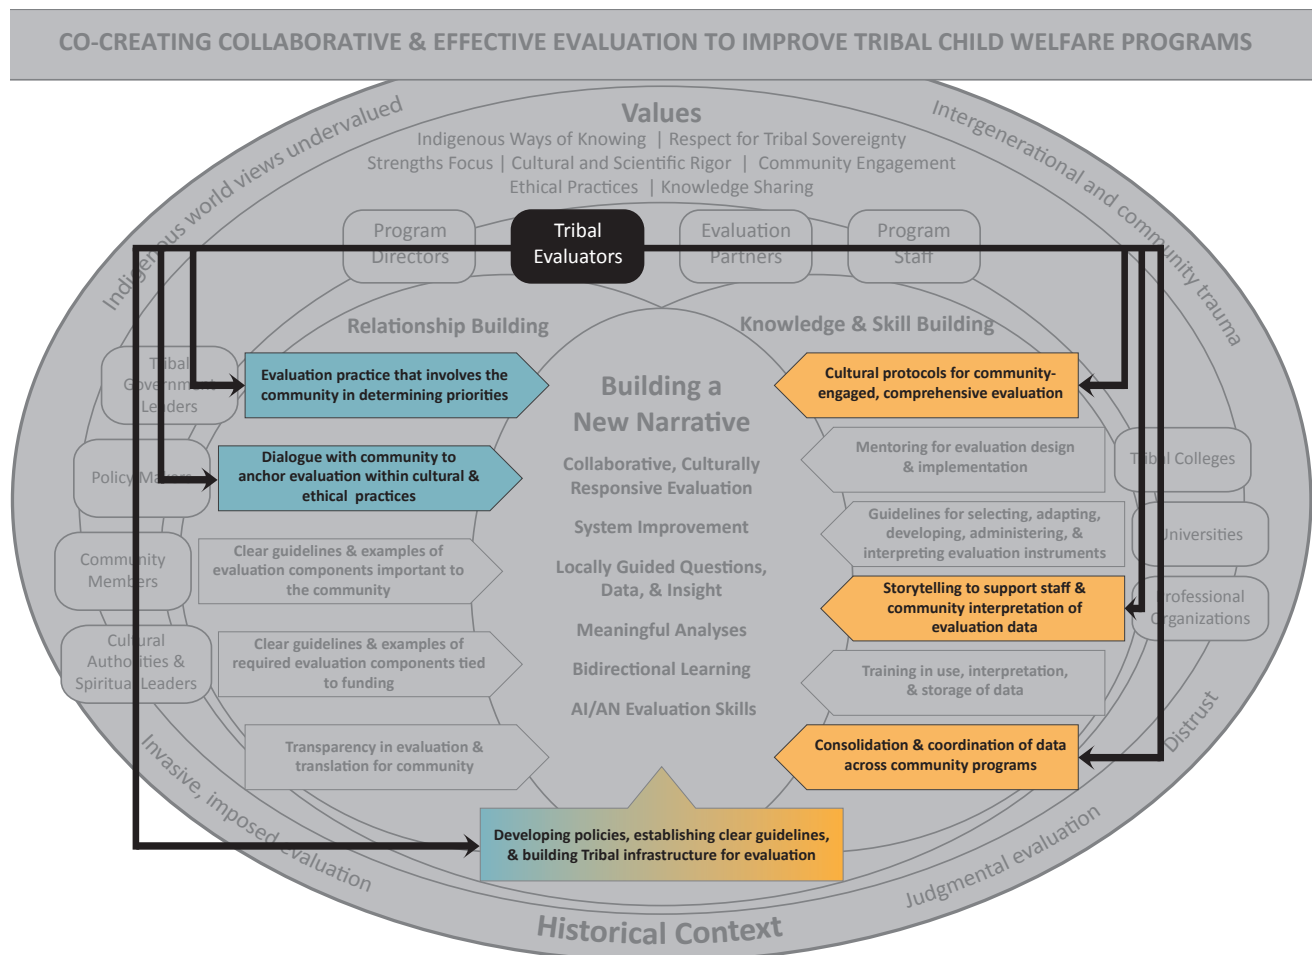 CO-CREATING COLLABORATIVE & EFFECTIVE EVALUATION TO IMPROVE TRIBAL CHILD WELFARE PROGRAMS
Indigenous world views undervalued
Intergenerational and community trauma
Values
Indigenous Ways of Knowing | Respect for Tribal Sovereignty
Strengths Focus | Cultural and Scientific Rigor | Community Engagement
Ethical Practices | Knowledge Sharing
Program
Directors
Tribal
Evaluators
Evaluation
Partners
Program
Staff
Relationship Building
Knowledge & Skill Building
Tribal
Government
Leaders
Policy Makers
Community
Members
Cultural
Authorities &
Spiritual Leaders
Evaluation practice that involves the
community in determining priorities
Dialogue with community to
anchor evaluation within cultural &
ethical practices
Clear guidelines & examples of
evaluation components important to
the community
Clear guidelines & examples of
required evaluation components tied
to funding
Transparency in evaluation &
translation for community
Building a
New Narrative
Collaborative, Culturally
Responsive Evaluation
System Improvement
Locally Guided Questions,
Data, & Insight
Meaningful Analyses
Bidirectional Learning
AI/AN Evaluation Skills
Cultural protocols for community-
engaged, comprehensive evaluation
Mentoring for evaluation design
& implementation
Guidelines for selecting, adapting,
developing, administering, &
interpreting evaluation instruments
Storytelling to support staff &
community interpretation of
evaluation data
Training in use, interpretation,
& storage of data
Consolidation & coordination of data
across community programs
Tribal Colleges
Universities
Professional
Organizations
Distrust
Invasive, imposed evaluation
Judgmental evaluation
Developing policies, establishing clear guidelines,
& building Tribal infrastructure for evaluation
Historical Context